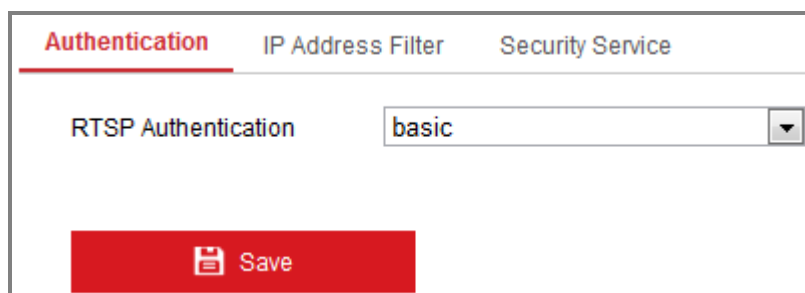 Authentication IP Address Filter Security Service
RTSP Authentication basic
Save